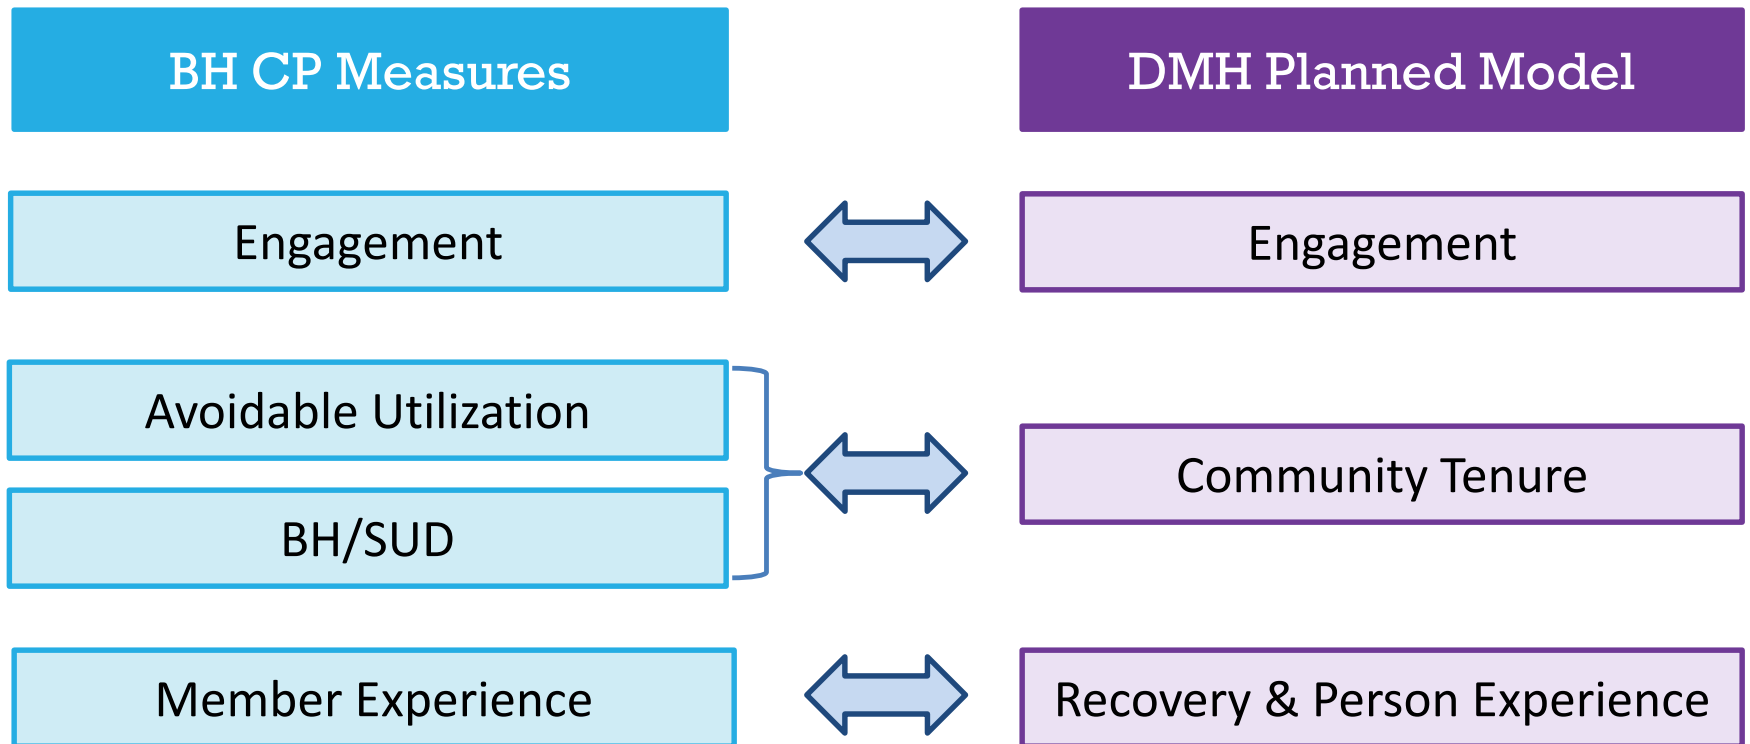 BH CP Measures
DMH Planned Model
Engagement
Engagement
Avoidable Utilization
BH/SUD
Community Tenure
Member Experience
Recovery & Person Experience